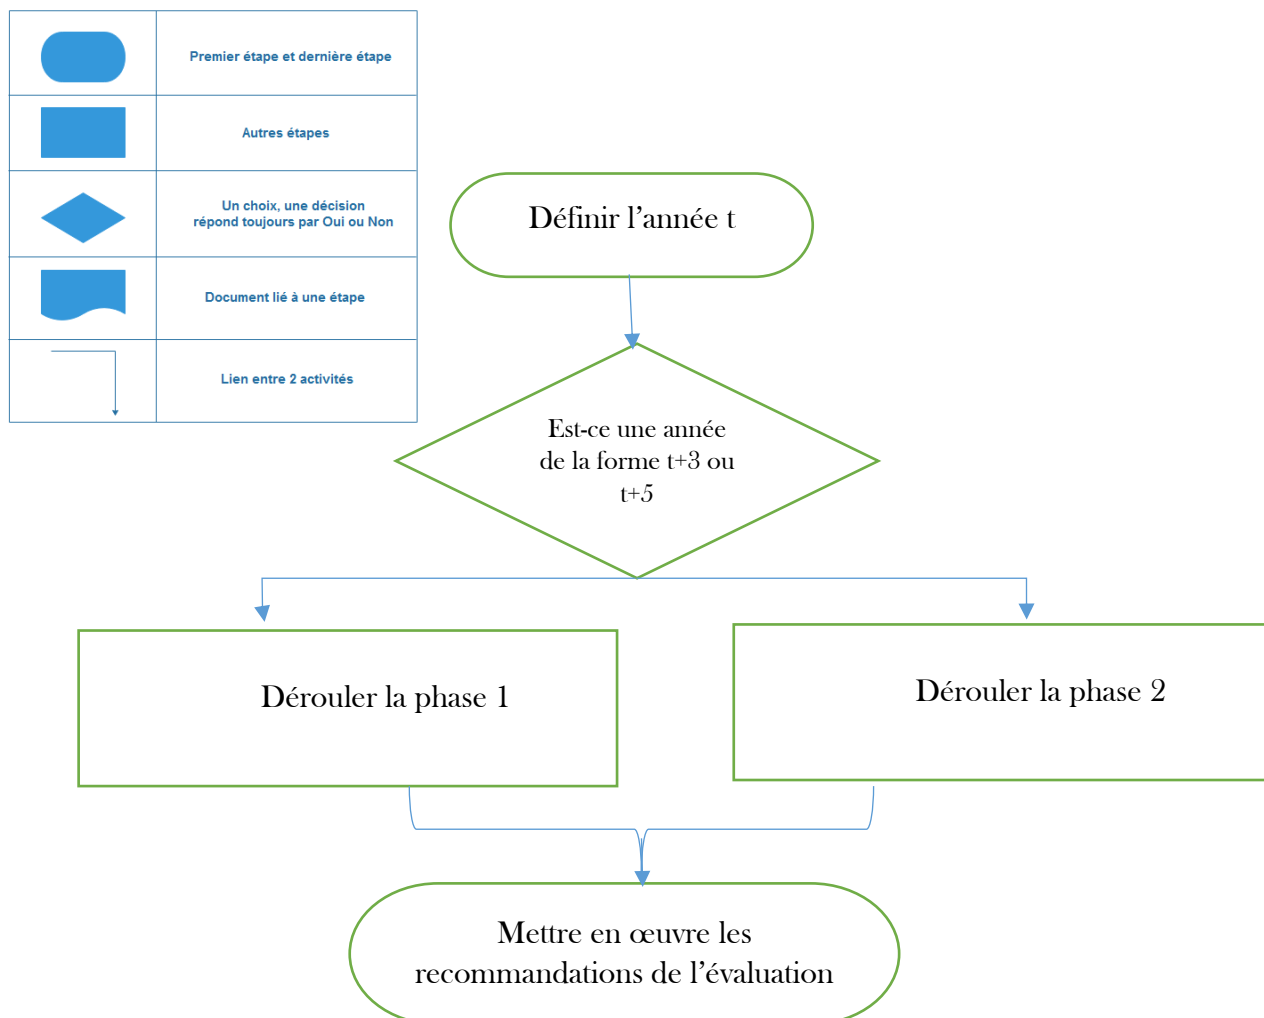 Premier étape et dernière étape
Autres étapes
Un choix, une décision
répond toujours par Oui ou Non
Document lié à une étape
Lien entre 2 activités
Définir l’année t
Est-ce une année
de la forme t+3 ou
t+5
Dérouler la phase 1
Dérouler la phase 2
Mettre en œuvre les
recommandations de l’évaluation